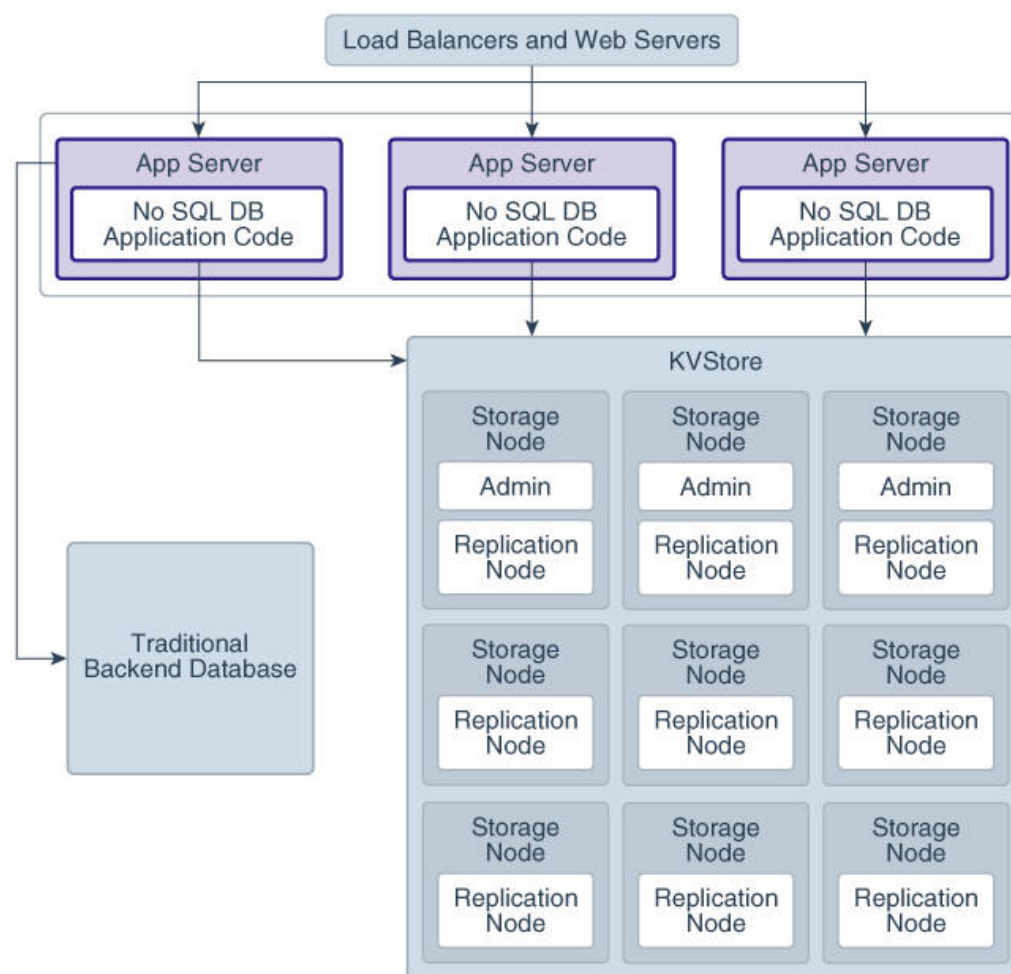 Load Balancers and Web Servers
App Server
No SQL DB
Application Code
App Server
No SQL DB
Application Code
App Server
No SQL DB
Application Code
KVStore
Storage
Node
Admin
Replication
Node
Storage
Node
Admin
Replication
Node
Storage
Node
Admin
Replication
Node
Traditional
Backend Database
Storage
Node
Replication
Node
Storage
Node
Replication
Node
Storage
Node
Replication
Node
Storage
Node
Replication
Node
Storage
Node
Replication
Node
Storage
Node
Replication
Node